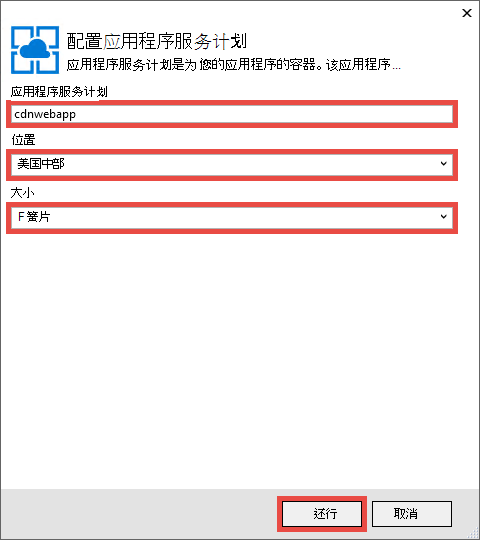 配置应用程序服务计划
应用程序服务计划是为您的应用程序的容器。该应用程序...
应用程序服务计划
cdnwebapp
位置
美国中部
大小
F 簧片
还行
取消